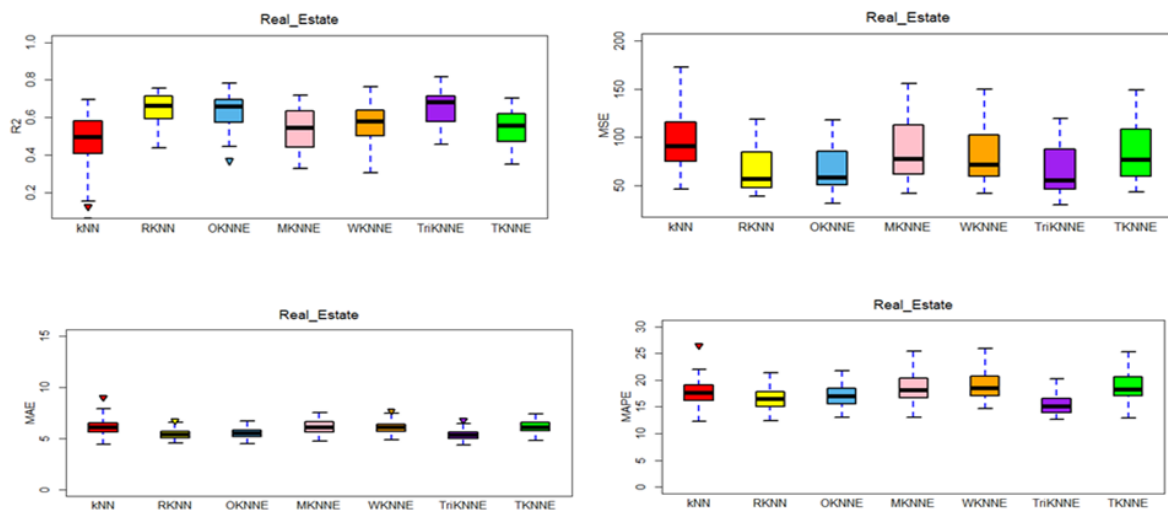 Real_Estate
R2
1.0
0.8
0.6
0.4
0.2
kNN RKNN OKNNE MKNNE WKNNE TriKNNE TKNNE
Real_Estate
MSE
200
150
100
50
kNN RKNN OKNNE MKNNE WKNNE TriKNNE TKNNE
Real_Estate
MAE
15
10
5
0
kNN RKNN OKNNE MKNNE WKNNE TriKNNE TKNNE
Real_Estate
MAPE
30
25
20
15
10
5
0
kNN RKNN OKNNE MKNNE WKNNE TriKNNE TKNNE